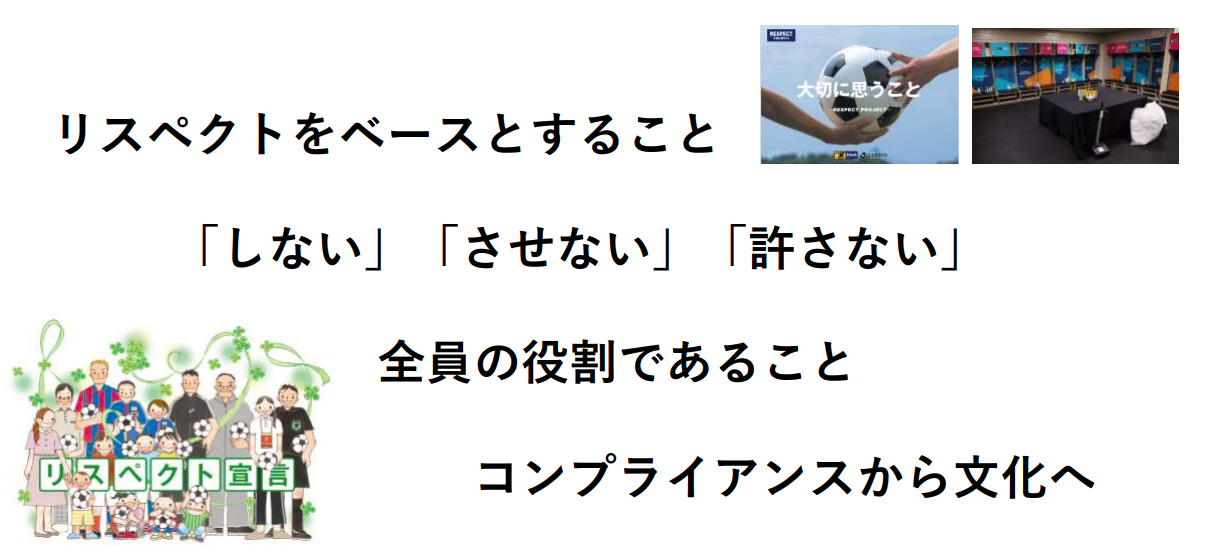 RESPECT
大切に思うこと
RESPECT PROJECT
リスペクトをベースとすること
「しない」「させない」「許さない」
全員の役割であること
リスペクト宣言
コンプライアンスから文化へ